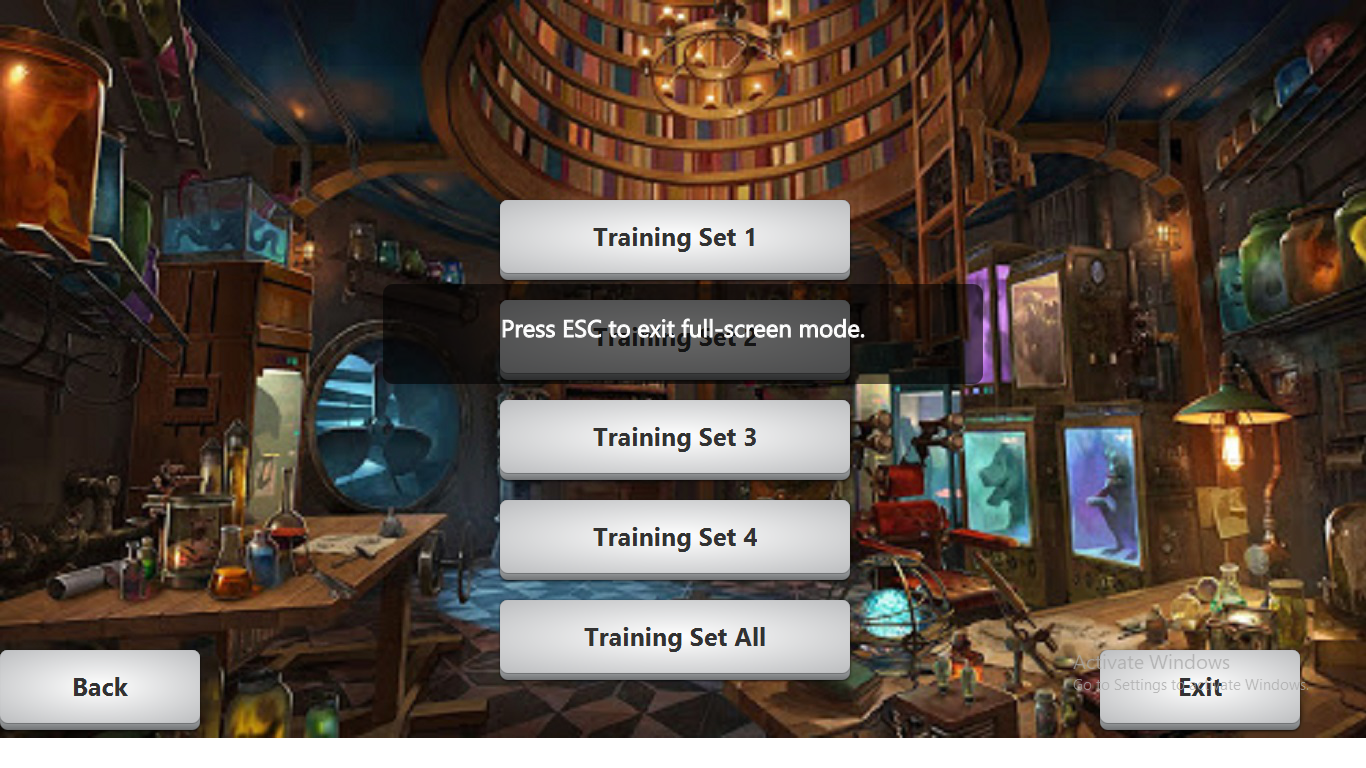 Training Set 1
Press ESC to exit full-screen mode.
Training Set 2
Training Set 3
Training Set 4
Training Set All
Back
Activate Windows
Go to Settings to activate Windows.
Exit